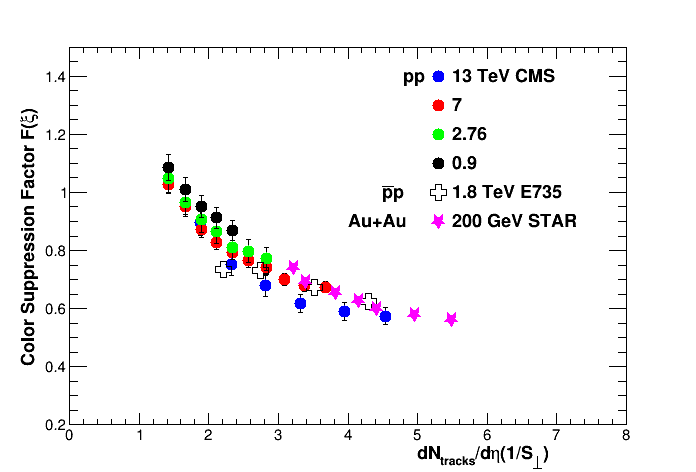 Color Suppression Factor F(ξ)
1.4
1.2
1
0.8
0.6
0.4
0.2
pp 13 TeV CMS
7
2.76
0.9
p̅p 1.8 TeV E735
Au+Au 200 GeV STAR
0 1 2 3 4 5 6 7 8
dN_tracks/dη(1/S_⊥)